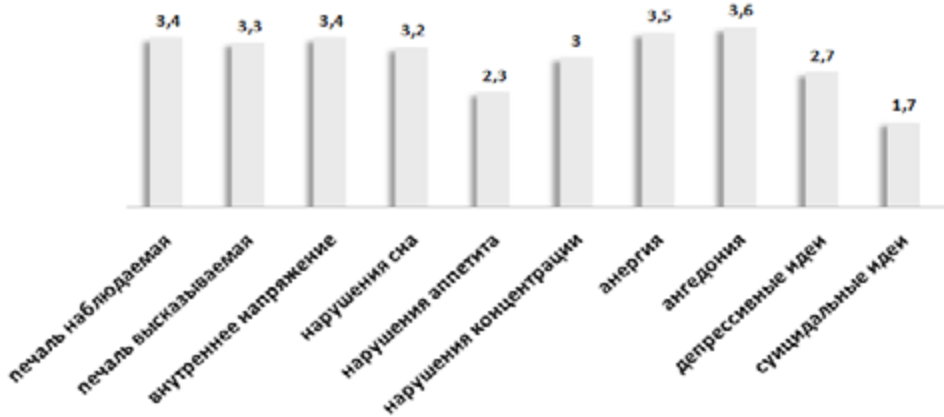 3,4
3,3
3,4
3,2
2,3
3
3,5
3,6
2,7
1,7
печаль наблюдаемая
печаль высказываемая
внутреннее напряжение
нарушения сна
нарушения аппетита
нарушения концентрации
анергия
ангедония
депрессивные идеи
суицидальные идеи